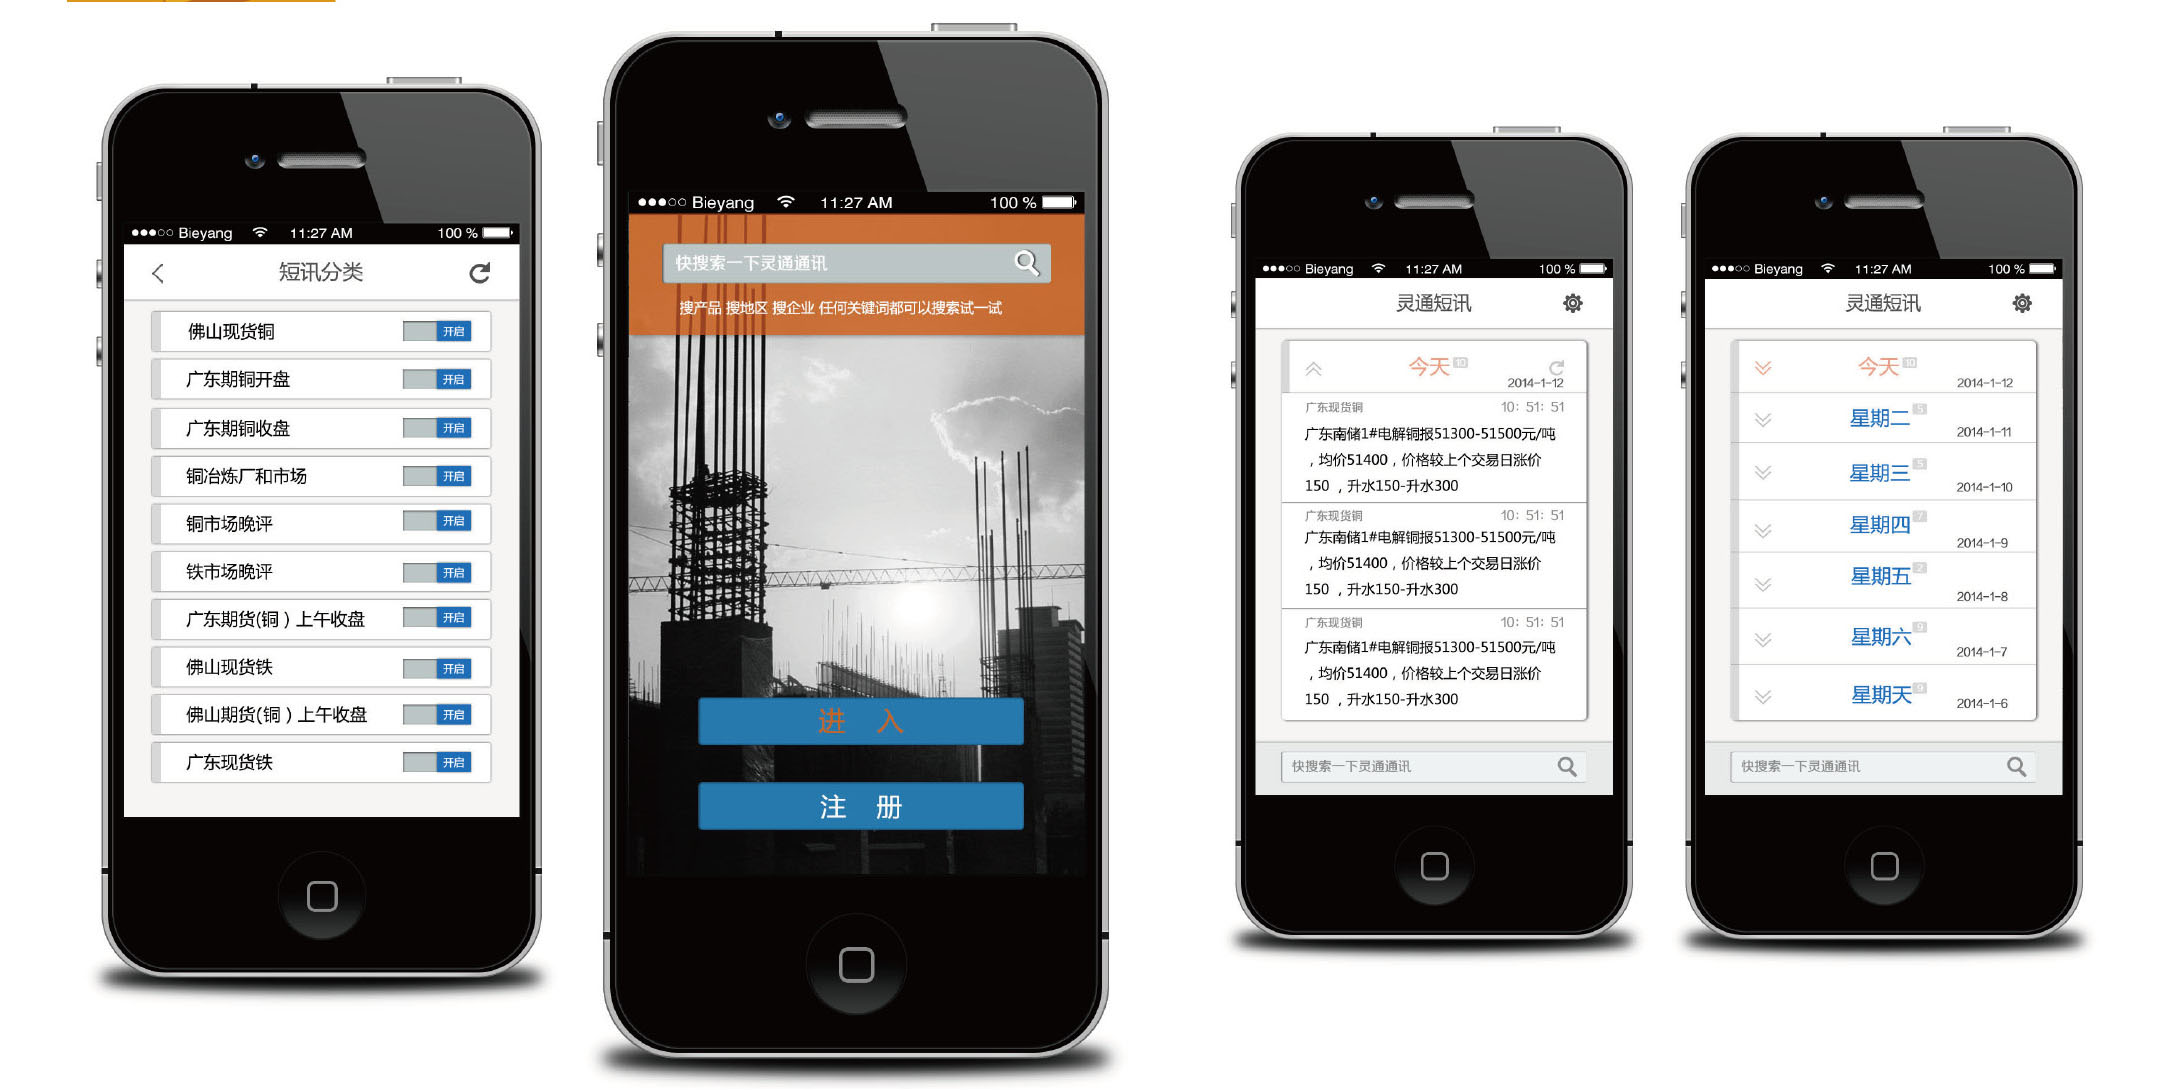 Bieyang 11:27 AM 100 %
短讯分类
佛山现货铜 开启
广东期铜开盘 开启
广东期铜收盘 开启
铜冶炼厂和市场 开启
铜市场晚评 开启
铁市场晚评 开启
广东期货(铜)上午收盘 开启
佛山现货铁 开启
佛山期货(铜)上午收盘 开启
广东现货铁 开启
Bieyang 11:27 AM 100 %
快搜索一下灵通通讯
搜产品 搜地区 搜企业 任何关键词都可以搜索试一试
进 入
注 册
Bieyang 11:27 AM 100 %
灵通短讯
今天 10
2014-1-12
广东现货铜 10: 51: 51
广东南储1#电解铜报51300-51500元/吨
，均价51400，价格较上个交易日涨价
150 ，升水150-升水300
广东现货铜 10: 51: 51
广东南储1#电解铜报51300-51500元/吨
，均价51400，价格较上个交易日涨价
150 ，升水150-升水300
广东现货铜 10: 51: 51
广东南储1#电解铜报51300-51500元/吨
，均价51400，价格较上个交易日涨价
150 ，升水150-升水300
快搜索一下灵通通讯
Bieyang 11:27 AM 100 %
灵通短讯
今天 10
2014-1-12
星期二 5
2014-1-11
星期三 5
2014-1-10
星期四 7
2014-1-9
星期五 2
2014-1-8
星期六 9
2014-1-7
星期天 9
2014-1-6
快搜索一下灵通通讯